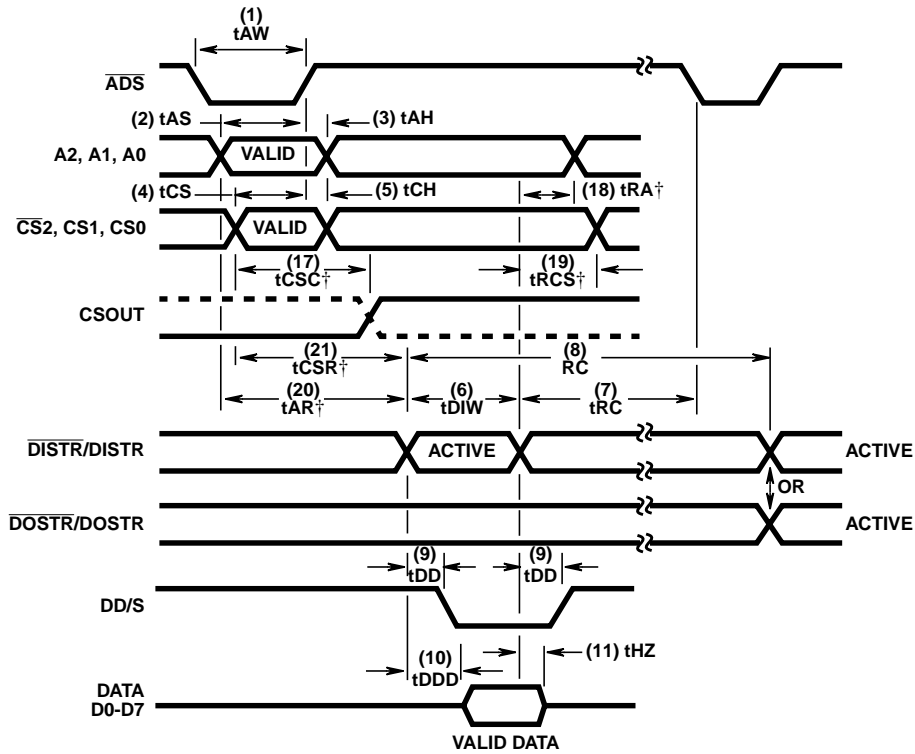 (1)
tAW
ADS
(2) tAS
(3) tAH
A2, A1, A0
VALID
(4) tCS
(5) tCH
(18) tRA†
CS2, CS1, CS0
VALID
(17)
tCSC†
(19)
tRCS†
CSOUT
(21)
tCSR†
(8)
RC
(20)
tAR†
(6)
tDIW
(7)
tRC
DISTR/DISTR
ACTIVE
ACTIVE
OR
DOSTR/DOSTR
ACTIVE
(9)
tDD
(9)
tDD
DD/S
(10)
tDDD
(11) tHZ
DATA
D0-D7
VALID DATA